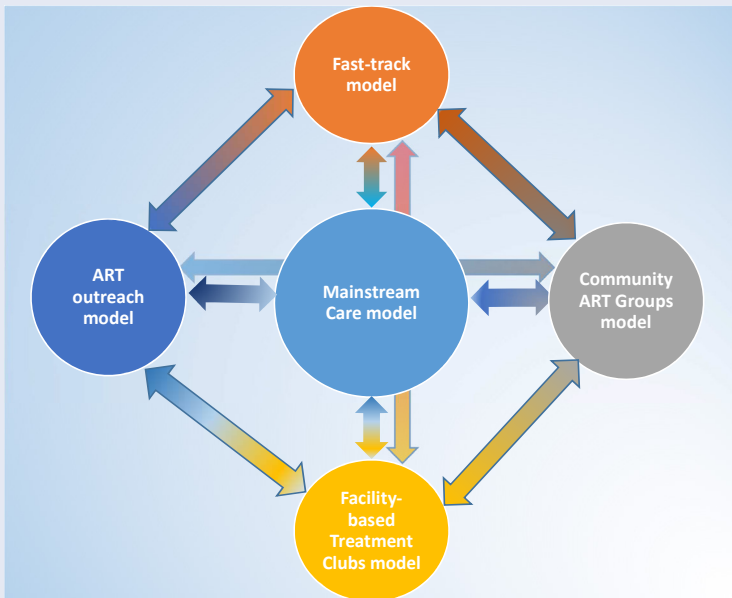 Fast-track
model
ART
outreach
model
Mainstream
Care model
Community
ART Groups
model
Facility-
based
Treatment
Clubs model